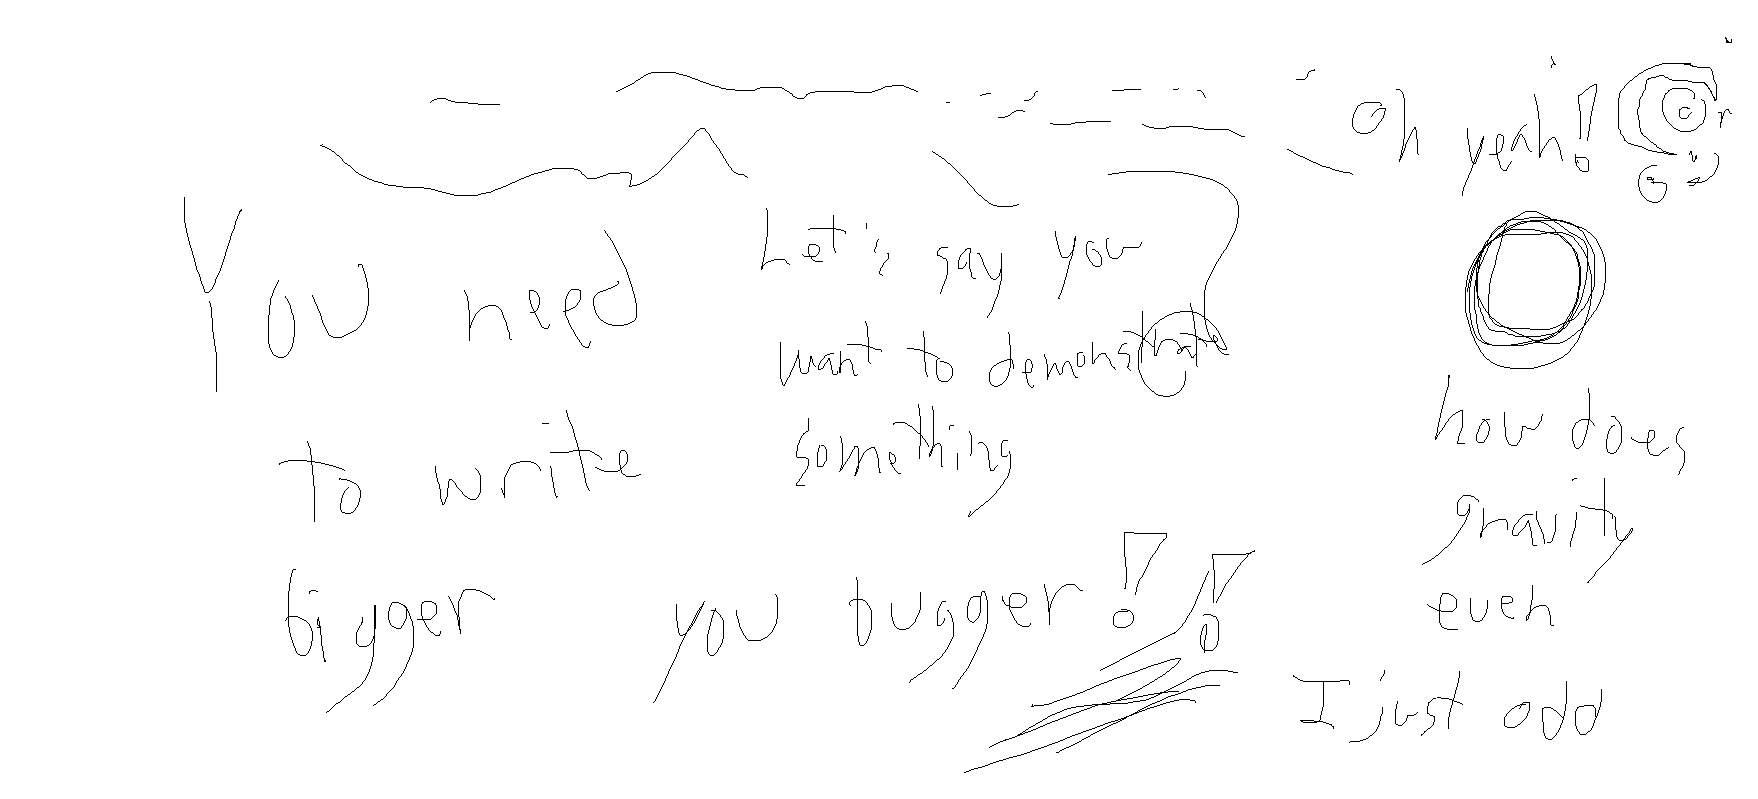 Oh yeah!
You need
to write
bigger you bugger!!
Let's say you
want to demonstrate
something
how does
gravity
even
I just odd